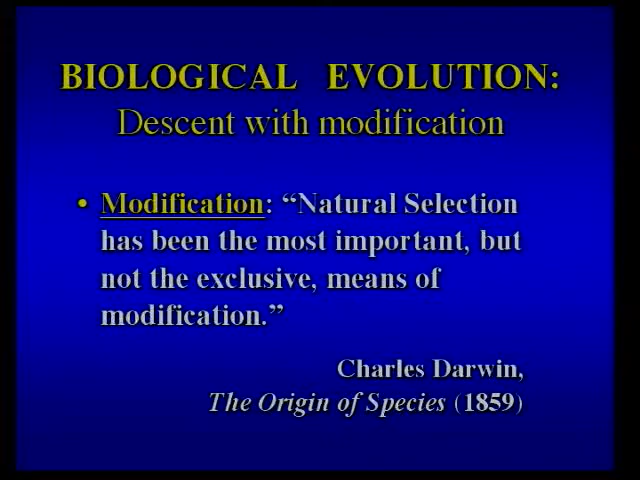 BIOLOGICAL EVOLUTION:
Descent with modification
• Modification: “Natural Selection
has been the most important, but
not the exclusive, means of
modification.”
Charles Darwin,
The Origin of Species (1859)